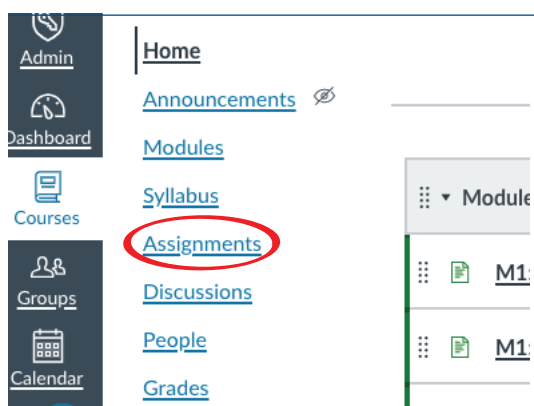 Admin
Dashboard
Courses
Groups
Calendar
Home
Announcements
Modules
Syllabus
Assignments
Discussions
People
Grades
Module
M1:
M1: